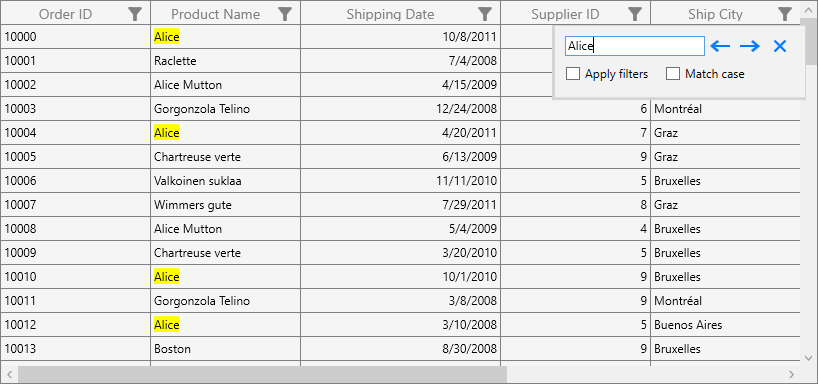 Order ID Product Name Shipping Date Supplier ID Ship City
10000 Alice 10/8/2011
Alice
10001 Raclette 7/4/2008
Apply filters Match case
10002 Alice Mutton 4/15/2009
10003 Gorgonzola Telino 12/24/2008 6 Montréal
10004 Alice 4/20/2011 7 Graz
10005 Chartreuse verte 6/13/2009 9 Graz
10006 Valkoinen suklaa 11/11/2010 5 Bruxelles
10007 Wimmers gute 7/29/2011 8 Graz
10008 Alice Mutton 5/4/2009 4 Bruxelles
10009 Chartreuse verte 3/20/2010 5 Bruxelles
10010 Alice 10/1/2010 9 Bruxelles
10011 Gorgonzola Telino 3/8/2008 9 Montréal
10012 Alice 3/10/2008 5 Buenos Aires
10013 Boston 8/30/2008 9 Bruxelles